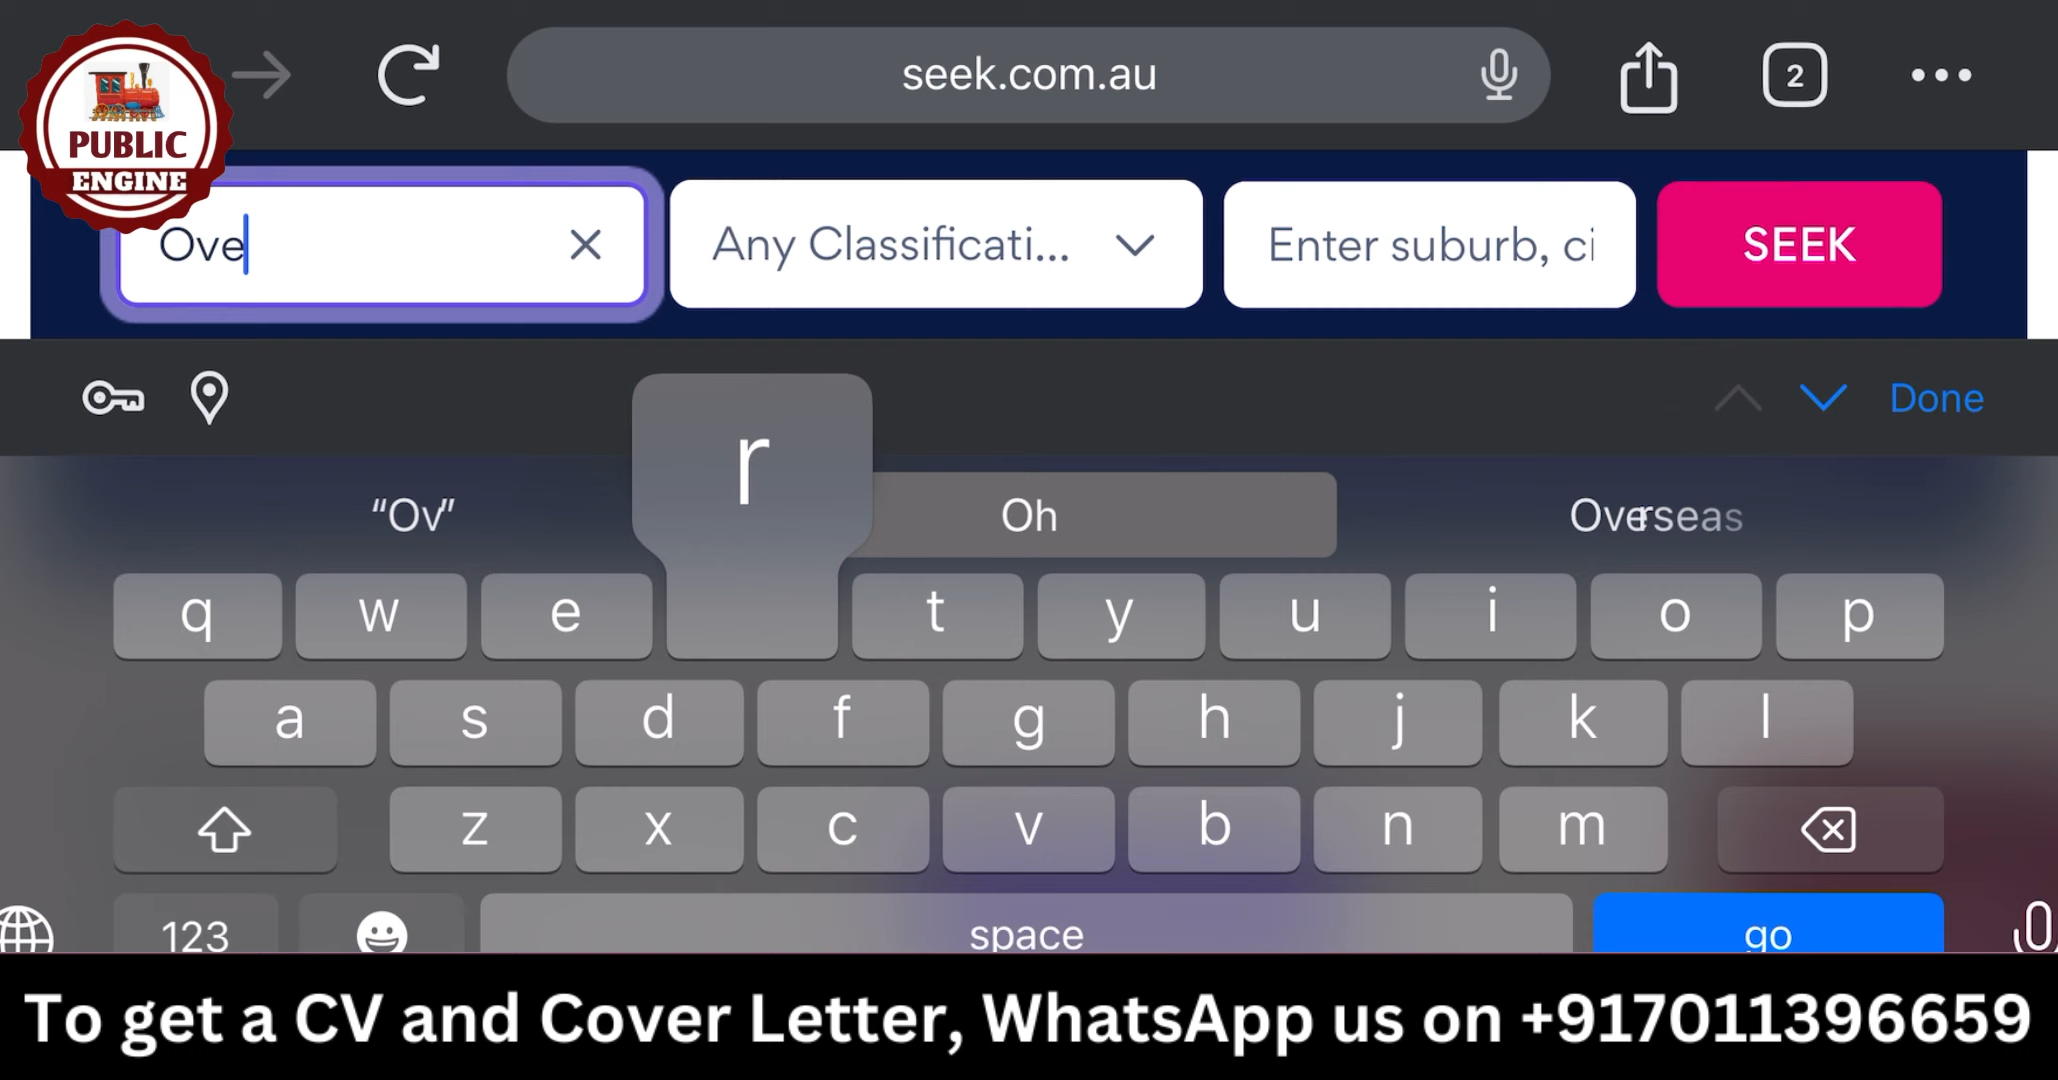 seek.com.au
2
PUBLIC
ENGINE
Ove
Any Classificati...
Enter suburb, ci
SEEK
Done
r
“Ov”
Oh
Overseas
q w e t y u i o p
a s d f g h j k l
z x c v b n m
123
space
go
To get a CV and Cover Letter, WhatsApp us on +917011396659